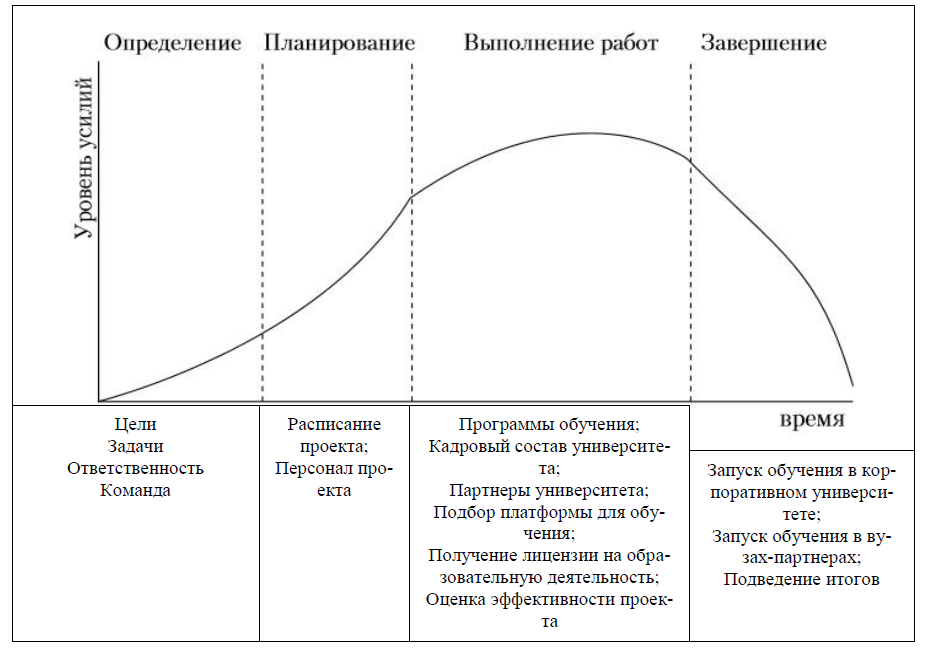 Определение
Планирование
Выполнение работ
Завершение
Уровень усилий
время
Цели
Задачи
Ответственность
Команда
Расписание
проекта;
Персонал про-
екта
Программы обучения;
Кадровый состав университе-
та;
Партнеры университета;
Подбор платформы для обу-
чения;
Получение лицензии на обра-
зовательную деятельность;
Оценка эффективности проек-
та
Запуск обучения в кор-
поративном универси-
тете;
Запуск обучения в ву-
зах-партнерах;
Подведение итогов